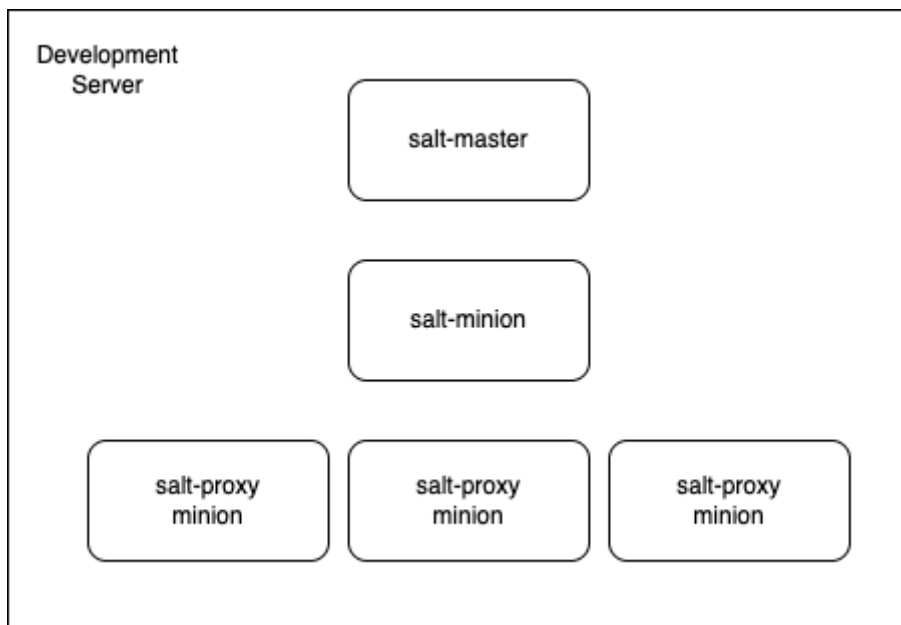 Development
Server
salt-master
salt-minion
salt-proxy
minion
salt-proxy
minion
salt-proxy
minion